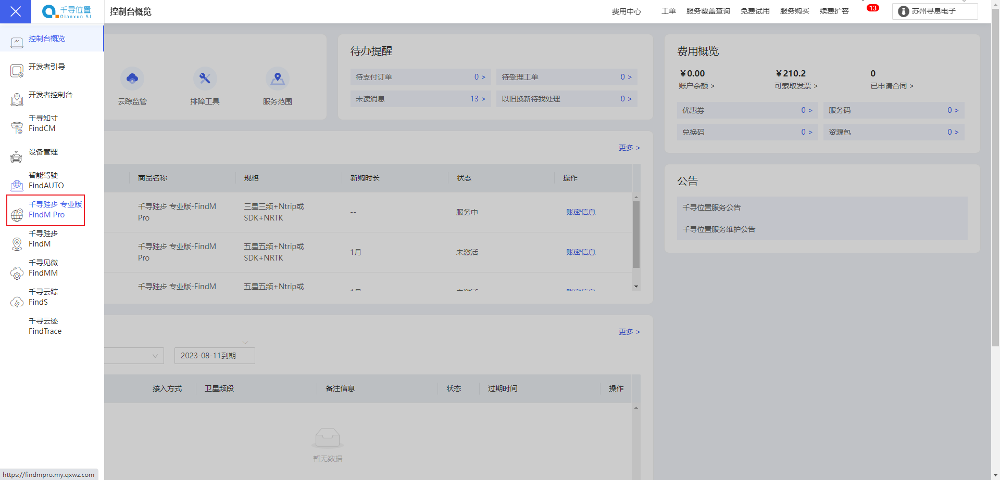 千寻位置
Qianxun SI
控制台概览
费用中心
工单
服务覆盖查询
免费试用
服务购买
续费扩容
13
苏州寻息电子
控制台概览
开发者引导
开发者控制台
千寻知寸
FindCM
设备管理
智能驾驶
FindAUTO
千寻跬步 专业版
FindM Pro
千寻跬步
FindM
千寻见微
FindMM
千寻云踪
FindS
千寻云迹
FindTrace
云踪监管
排障工具
服务范围
待办提醒
待支付订单 0 >
待受理工单 0 >
未读消息 13 >
以旧换新待我处理 0 >
费用概览
¥0.00
¥210.2
0
账户余额 >
可索取发票 >
已申请合同 >
优惠券 0 >
服务码 0 >
兑换码 0 >
资源包 0 >
更多 >
商品名称
规格
新购时长
状态
操作
千寻跬步 专业版-FindM
Pro
三星三频+Ntrip或
SDK+NRTK
--
服务中
账密信息
千寻跬步 专业版-FindM
Pro
五星五频+Ntrip或
SDK+NRTK
1月
未激活
账密信息
千寻跬步 专业版-FindM
五星五频+Ntrip或
1月
未激活
账密信息
公告
千寻位置服务公告
千寻位置服务维护公告
更多 >
2023-08-11到期
接入方式
卫星频段
备注信息
状态
过期时间
操作
暂无数据
https://findmpro.my.qxwz.com